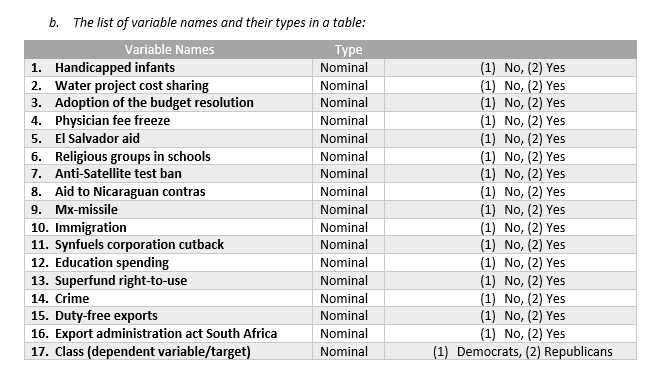 b. The list of variable names and their types in a table:
Variable Names Type
1. Handicapped infants Nominal (1) No, (2) Yes
2. Water project cost sharing Nominal (1) No, (2) Yes
3. Adoption of the budget resolution Nominal (1) No, (2) Yes
4. Physician fee freeze Nominal (1) No, (2) Yes
5. El Salvador aid Nominal (1) No, (2) Yes
6. Religious groups in schools Nominal (1) No, (2) Yes
7. Anti-Satellite test ban Nominal (1) No, (2) Yes
8. Aid to Nicaraguan contras Nominal (1) No, (2) Yes
9. Mx-missile Nominal (1) No, (2) Yes
10. Immigration Nominal (1) No, (2) Yes
11. Synfuels corporation cutback Nominal (1) No, (2) Yes
12. Education spending Nominal (1) No, (2) Yes
13. Superfund right-to-use Nominal (1) No, (2) Yes
14. Crime Nominal (1) No, (2) Yes
15. Duty-free exports Nominal (1) No, (2) Yes
16. Export administration act South Africa Nominal (1) No, (2) Yes
17. Class (dependent variable/target) Nominal (1) Democrats, (2) Republicans